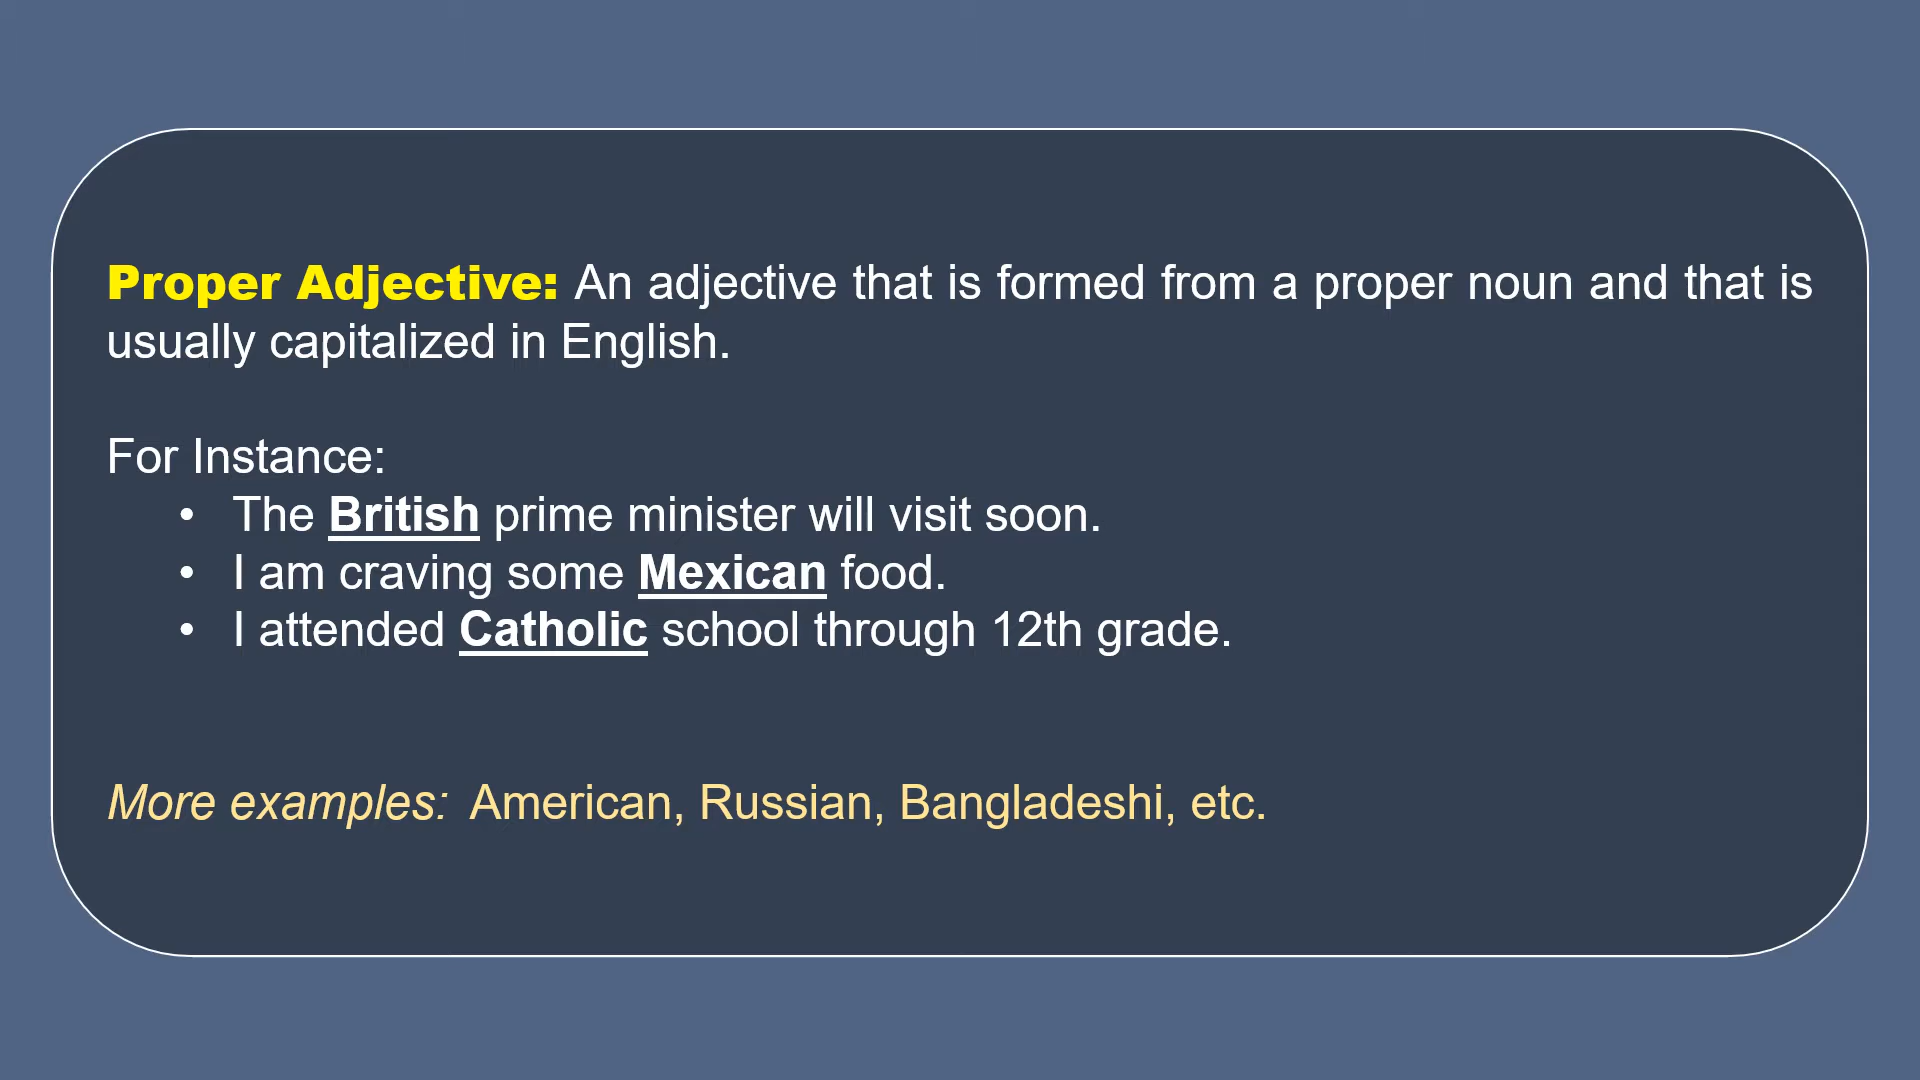 Proper Adjective: An adjective that is formed from a proper noun and that is
usually capitalized in English.
For Instance:
• The British prime minister will visit soon.
• I am craving some Mexican food.
• I attended Catholic school through 12th grade.
More examples: American, Russian, Bangladeshi, etc.